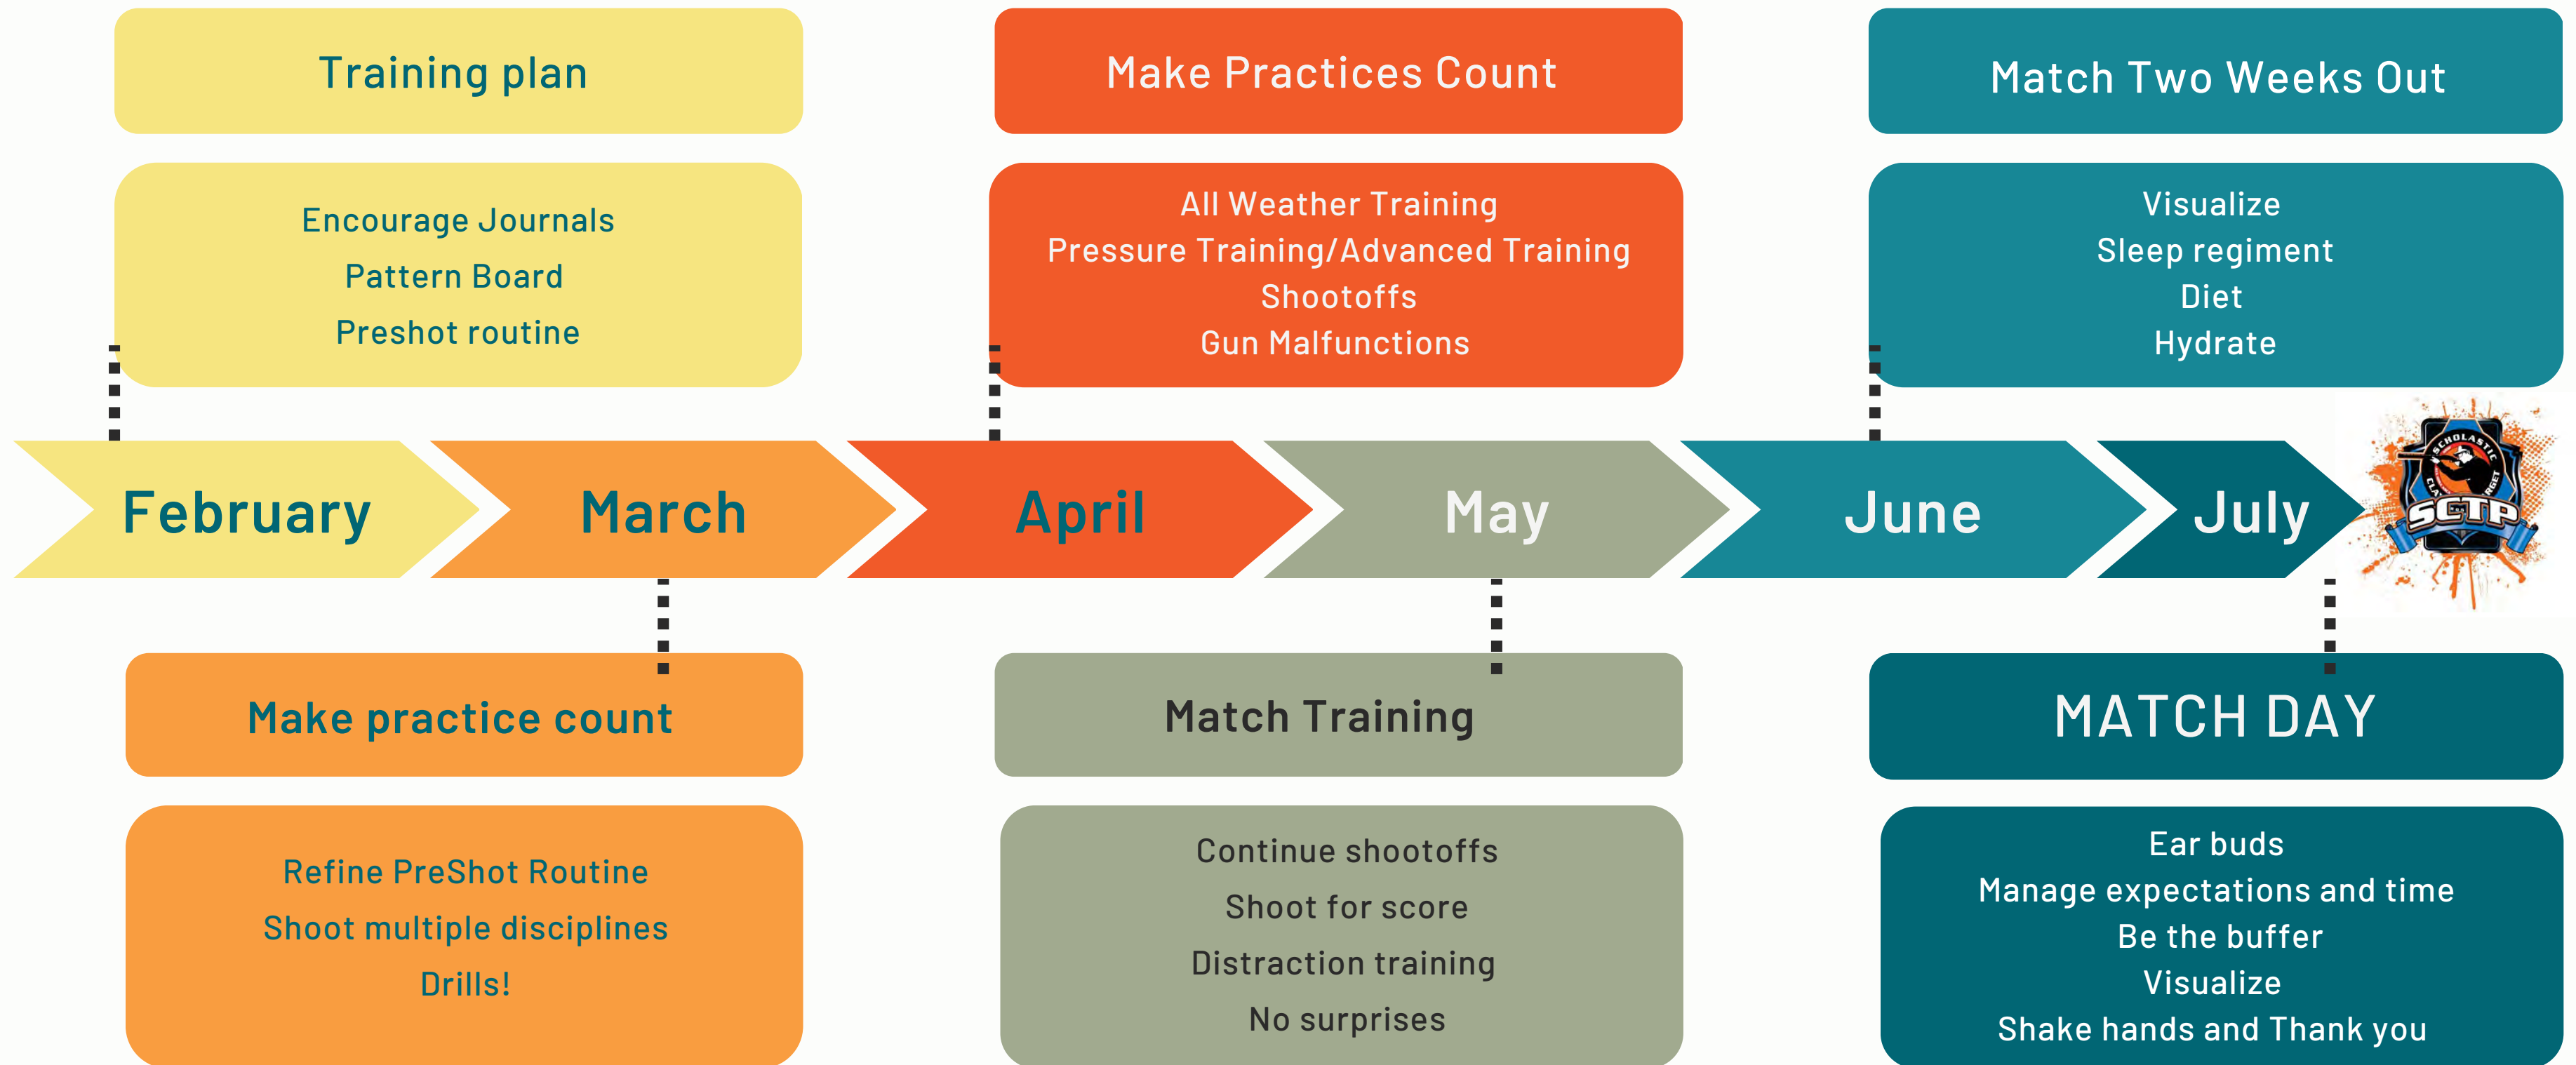 Training plan
Encourage Journals
Pattern Board
Preshot routine
Make Practices Count
All Weather Training
Pressure Training/Advanced Training
Shootoffs
Gun Malfunctions
Match Two Weeks Out
Visualize
Sleep regiment
Diet
Hydrate
February
March
April
May
June
July
SCHOLASTIC
SCTP
Make practice count
Refine PreShot Routine
Shoot multiple disciplines
Drills!
Match Training
Continue shootoffs
Shoot for score
Distraction training
No surprises
MATCH DAY
Ear buds
Manage expectations and time
Be the buffer
Visualize
Shake hands and Thank you